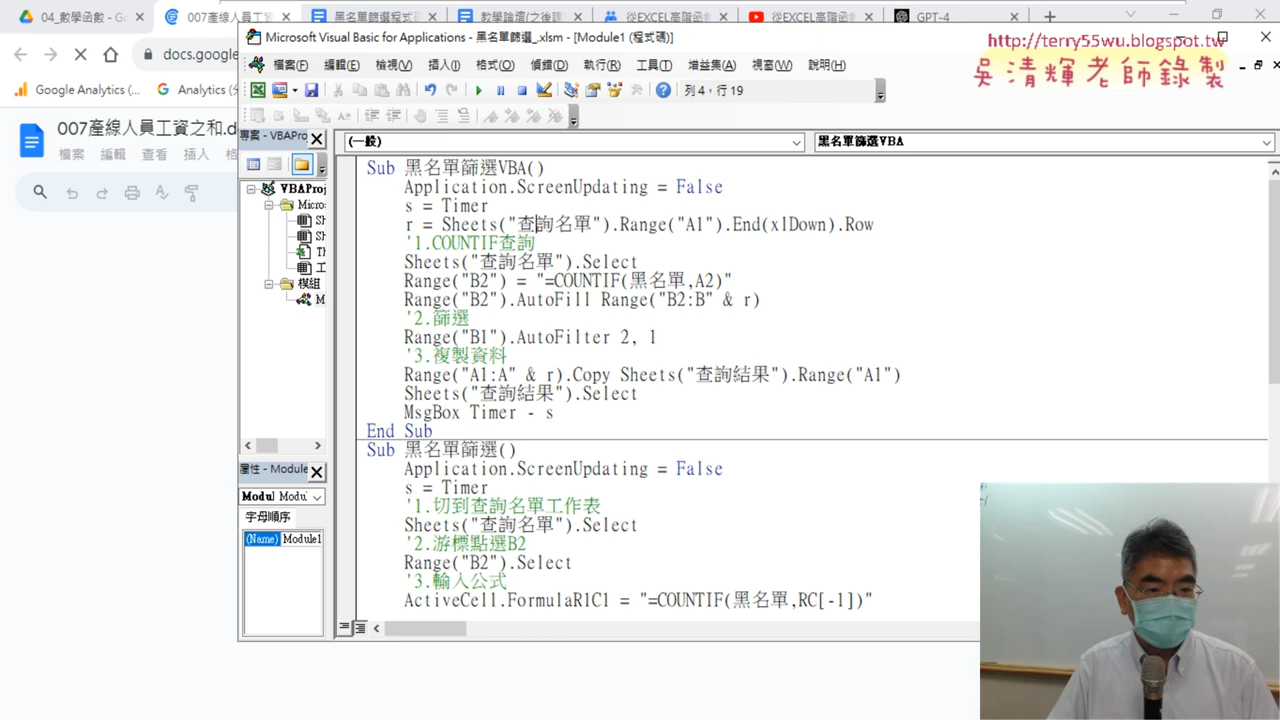 04_數學函數 - Go
007產線人員工資
黑名單篩選程式
教學論壇(之後課
從EXCEL高階函
從EXCEL高階函
GPT-4
Microsoft Visual Basic for Applications - 黑名單篩選_.xlsm - [Module1 (程式碼)]
http://terry55wu.blogspot.tw
吳清輝老師錄製
docs.google
檔案(F) 編輯(E) 檢視(V) 插入(I) 格式(O) 偵錯(D) 執行(R) 工具(T) 增益集(A) 視窗(W) 說明(H)
Google Analytics (...
Analytics (分
列 4，行 19
007產線人員工資之和.d
檔案 編輯 查看 插入 格
專案 - VBAPro
(一般)
黑名單篩選VBA
VBAProj
Micro
Sh
Sh
Th
工
模組
M
Sub 黑名單篩選VBA()
Application.ScreenUpdating = False
s = Timer
r = Sheets("查詢名單").Range("A1").End(xlDown).Row
'1.COUNTIF查詢
Sheets("查詢名單").Select
Range("B2") = "=COUNTIF(黑名單,A2)"
Range("B2").AutoFill Range("B2:B" & r)
'2.篩選
Range("B1").AutoFilter 2, 1
'3.複製資料
Range("A1:A" & r).Copy Sheets("查詢結果").Range("A1")
Sheets("查詢結果").Select
MsgBox Timer - s
End Sub
Sub 黑名單篩選()
Application.ScreenUpdating = False
s = Timer
'1.切到查詢名單工作表
Sheets("查詢名單").Select
'2.游標點選B2
Range("B2").Select
'3.輸入公式
ActiveCell.FormulaR1C1 = "=COUNTIF(黑名單,RC[-1])"
屬性 - Module
Modul Modu
字母順序
(Name) Module1